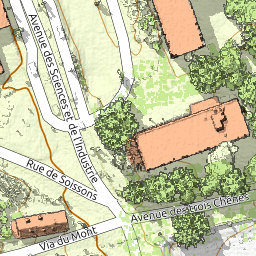 Avenue des Sciences et de l'Industrie
Rue de Soissons
Avenue des trois Chênes
Via du Mont